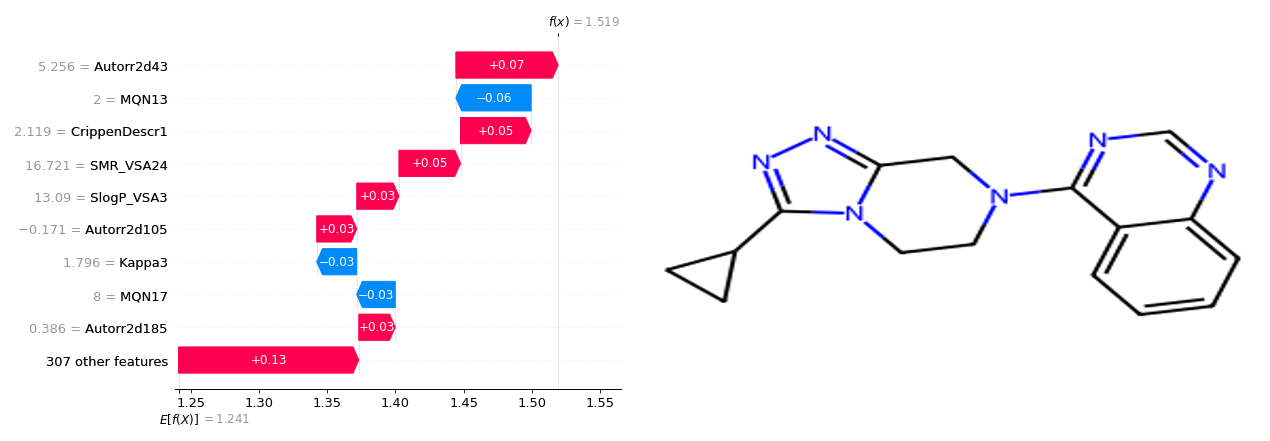 f(x) = 1.519
5.256 = Autorr2d43
+0.07
2 = MQN13
−0.06
2.119 = CrippenDescr1
+0.05
16.721 = SMR_VSA24
+0.05
13.09 = SlogP_VSA3
+0.03
−0.171 = Autorr2d105
+0.03
1.796 = Kappa3
−0.03
8 = MQN17
−0.03
0.386 = Autorr2d185
+0.03
307 other features
+0.13
1.25 1.30 1.35 1.40 1.45 1.50 1.55
E[f(X)] = 1.241
N
N
N
N
N
N